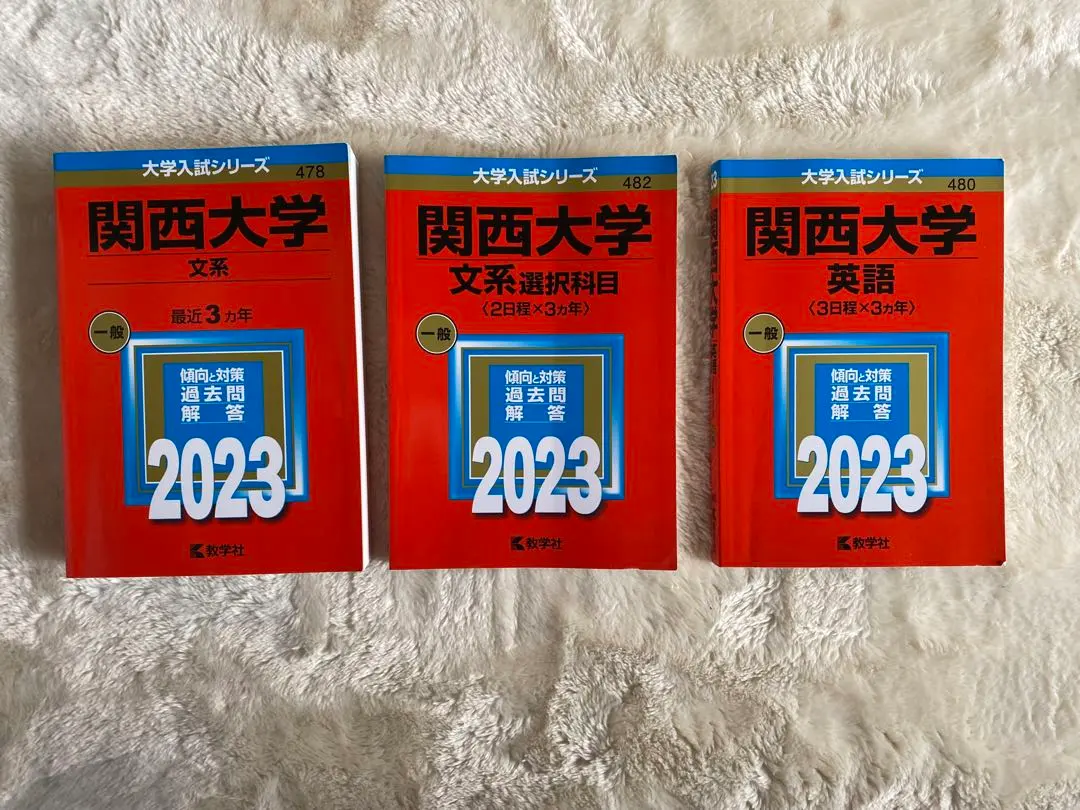 大学入試シリーズ
478
関西大学
文系
最近3ヵ年
一般
傾向と対策
過去問
解答
2023
教学社
大学入試シリーズ
482
関西大学
文系選択科目
〈2日程×3ヵ年〉
一般
傾向と対策
過去問
解答
2023
教学社
大学入試シリーズ
480
関西大学
英語
〈3日程×3ヵ年〉
一般
傾向と対策
過去問
解答
2023
教学社